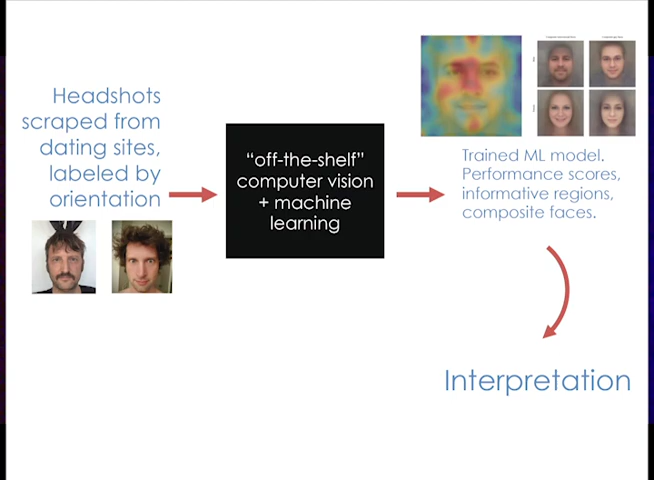 Headshots
scraped from
dating sites,
labeled by
orientation
"off-the-shelf"
computer vision
+ machine
learning
Trained ML model.
Performance scores,
informative regions,
composite faces.
Interpretation